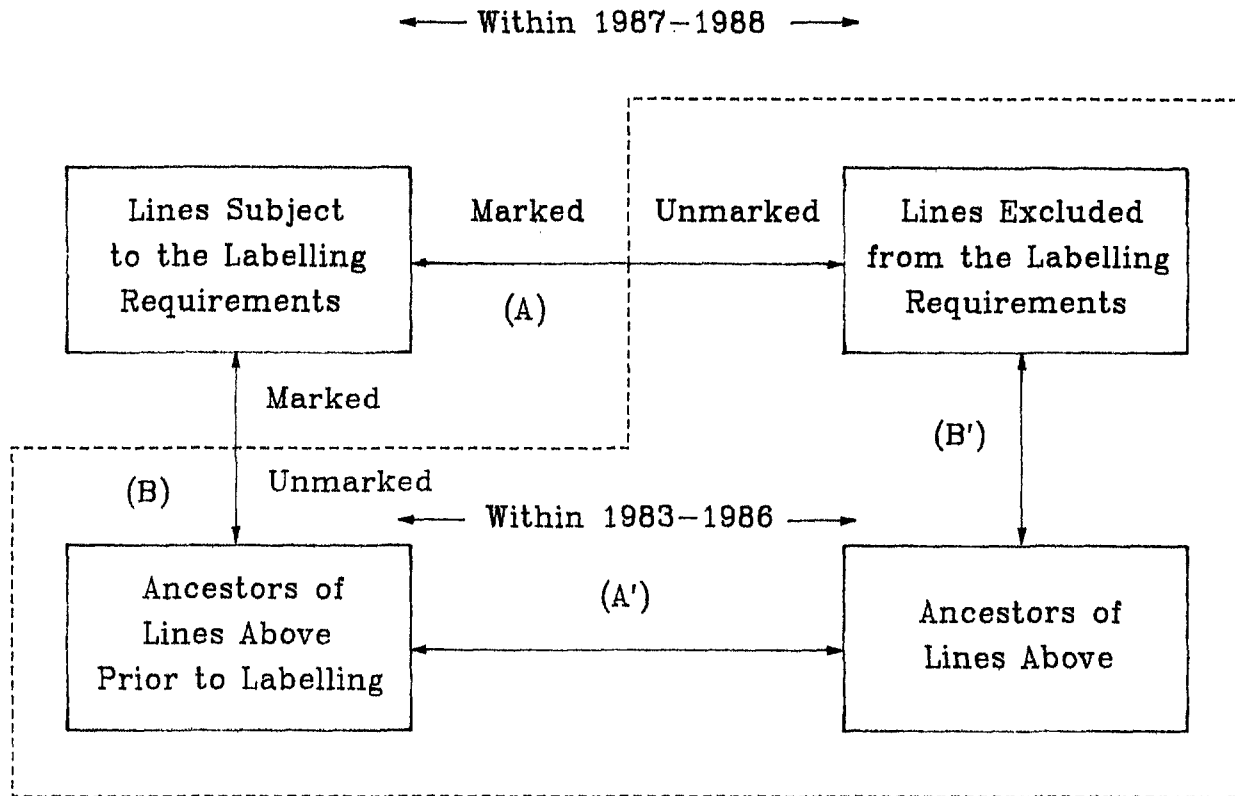 Within 1987-1988
Lines Subject
to the Labelling
Requirements
Marked
Unmarked
(A)
Lines Excluded
from the Labelling
Requirements
Marked
(B)
Unmarked
(B')
Within 1983-1986
Ancestors of
Lines Above
Prior to Labelling
(A')
Ancestors of
Lines Above